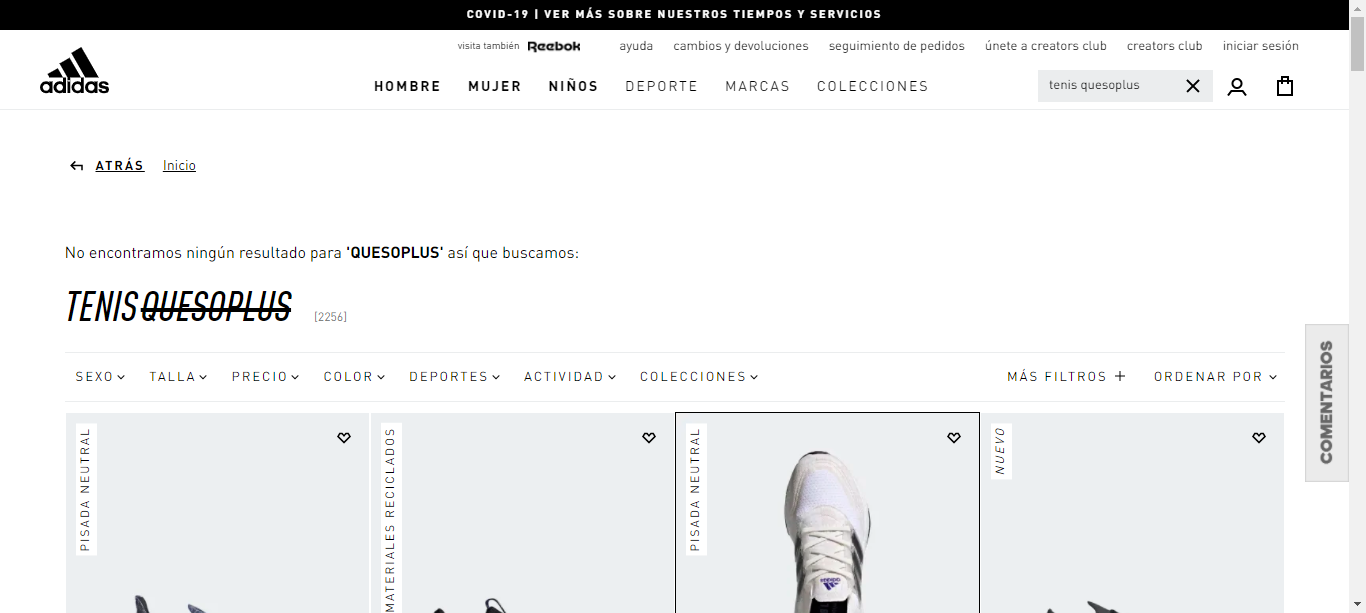 COVID-19 | VER MÁS SOBRE NUESTROS TIEMPOS Y SERVICIOS
visita también Reebok ayuda cambios y devoluciones seguimiento de pedidos únete a creators club creators club iniciar sesión
adidas
HOMBRE MUJER NIÑOS DEPORTE MARCAS COLECCIONES tenis quesoplus
ATRÁS Inicio
No encontramos ningún resultado para 'QUESOPLUS' así que buscamos:
TENIS QUESOPLUS [2256]
SEXO TALLA PRECIO COLOR DEPORTES ACTIVIDAD COLECCIONES MÁS FILTROS ORDENAR POR
PISADA NEUTRAL
MATERIALES RECICLADOS
PISADA NEUTRAL
adidas
NUEVO
COMENTARIOS